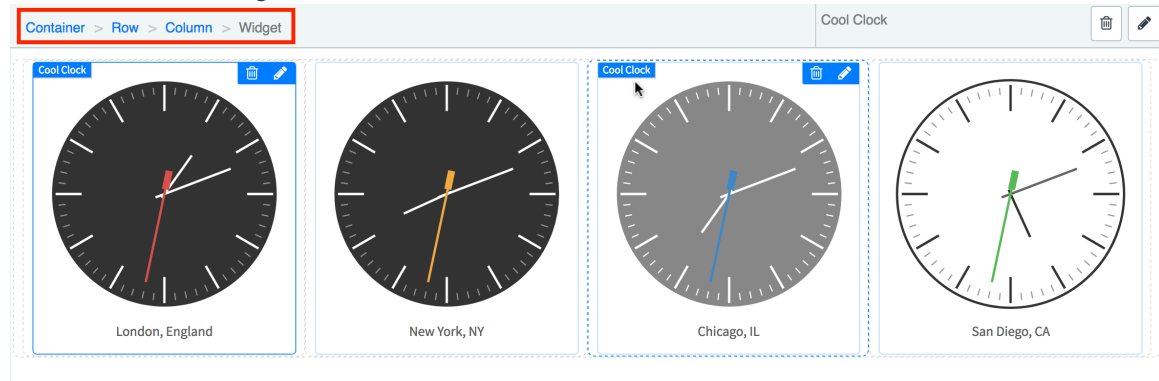 Container > Row > Column > Widget
Cool Clock
Cool Clock
Cool Clock
London, England
New York, NY
Chicago, IL
San Diego, CA